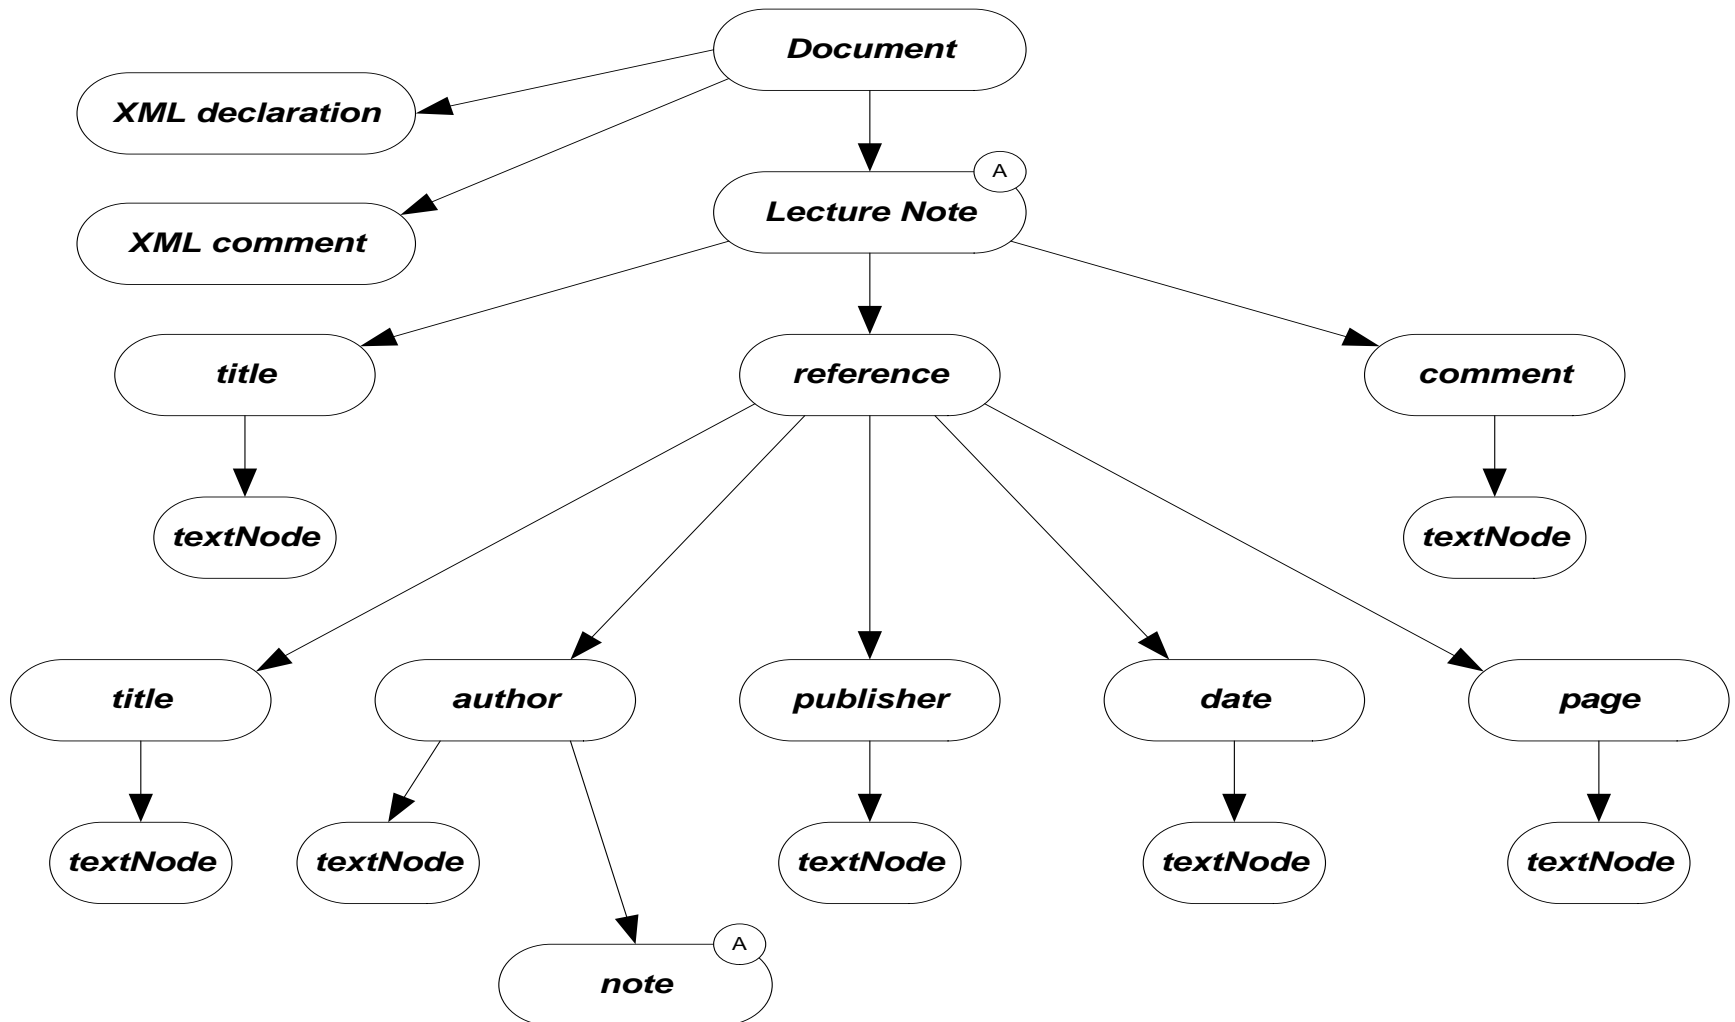 Document
XML declaration
A
Lecture Note
XML comment
title
reference
comment
textNode
textNode
title
author
publisher
date
page
textNode
textNode
textNode
textNode
textNode
A
note